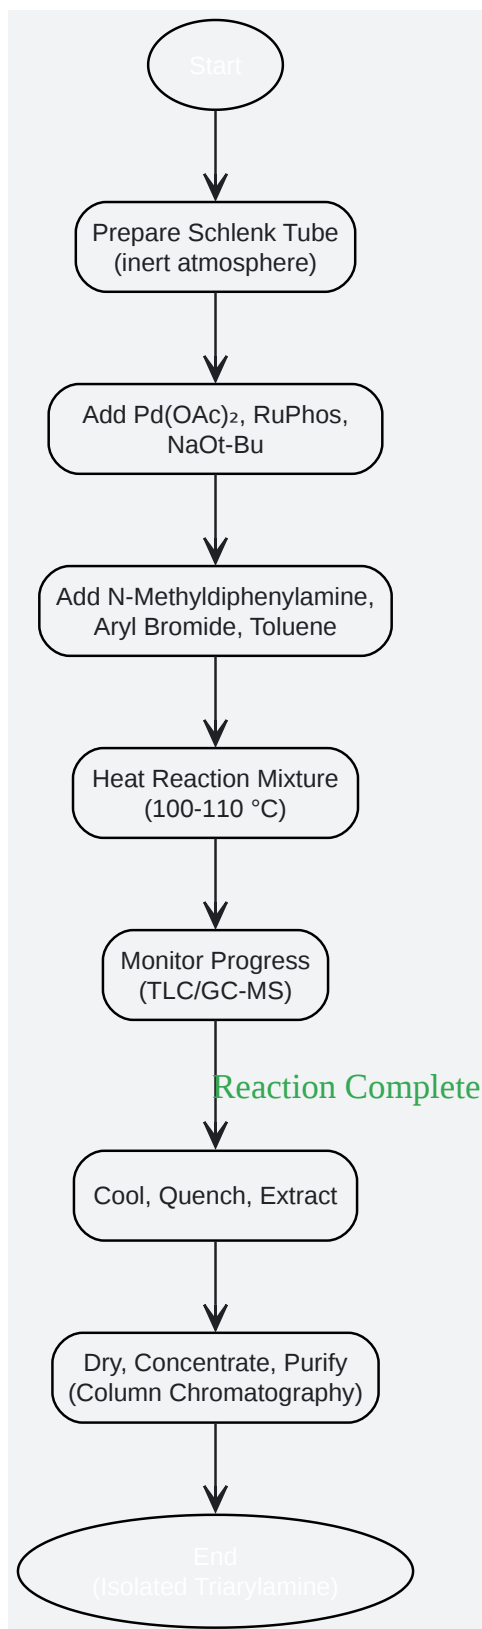 Start
Prepare Schlenk Tube
(inert atmosphere)
Add Pd(OAc)₂, RuPhos,
NaOt-Bu
Add N-Methyldiphenylamine,
Aryl Bromide, Toluene
Heat Reaction Mixture
(100-110 °C)
Monitor Progress
(TLC/GC-MS)
Reaction Complete
Cool, Quench, Extract
Dry, Concentrate, Purify
(Column Chromatography)
End
(Isolated Triarylamine)